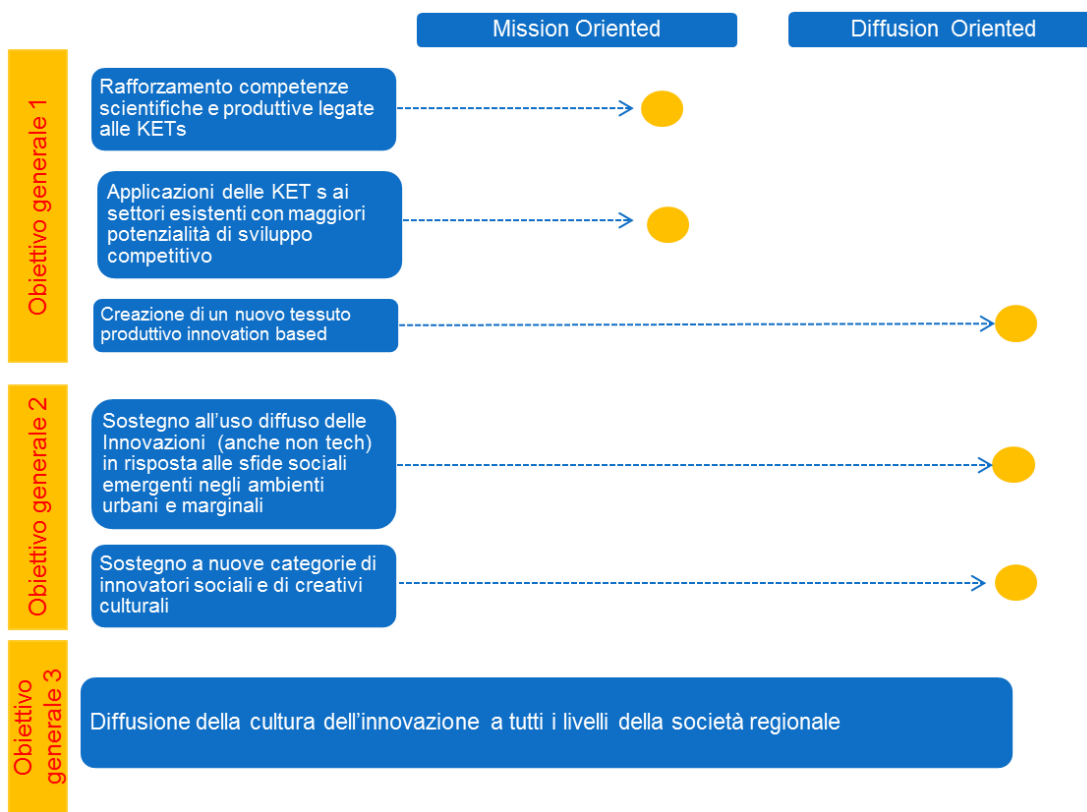 Mission Oriented
Diffusion Oriented
Obiettivo generale 1
Rafforzamento competenze
scientifiche e produttive legate
alle KETs
Applicazioni delle KET s ai
settori esistenti con maggiori
potenzialità di sviluppo
competitivo
Creazione di un nuovo tessuto
produttivo innovation based
Obiettivo generale 2
Sostegno all'uso diffuso delle
Innovazioni (anche non tech)
in risposta alle sfide sociali
emergenti negli ambienti
urbani e marginali
Sostegno a nuove categorie di
innovatori sociali e di creativi
culturali
Obiettivo
generale 3
Diffusione della cultura dell'innovazione a tutti i livelli della società regionale